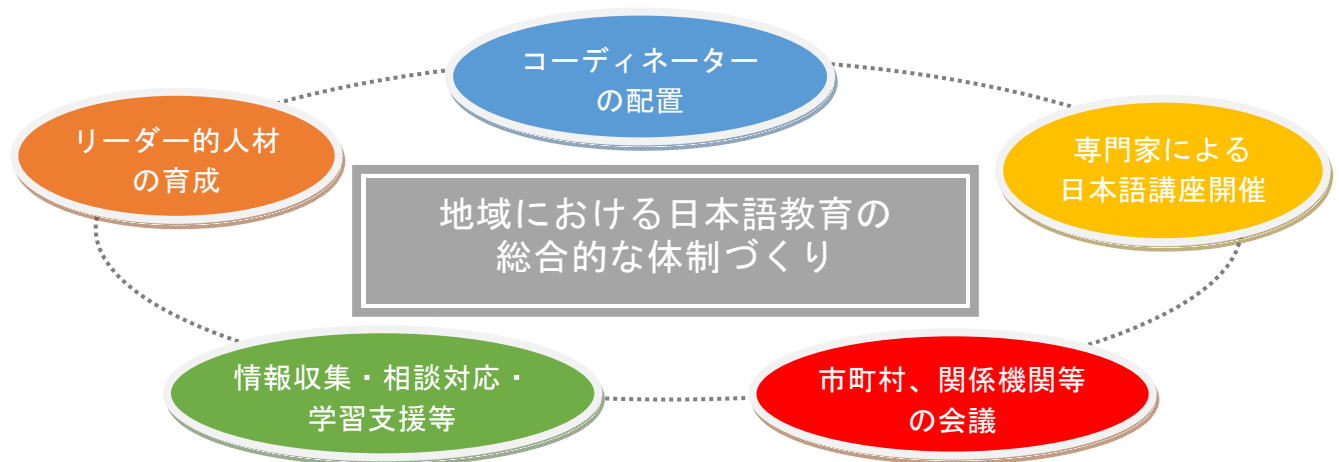 コーディネーター
の配置
リーダー的人材
の育成
専門家による
日本語講座開催
地域における日本語教育の
総合的な体制づくり
情報収集・相談対応・
学習支援等
市町村、関係機関等
の会議